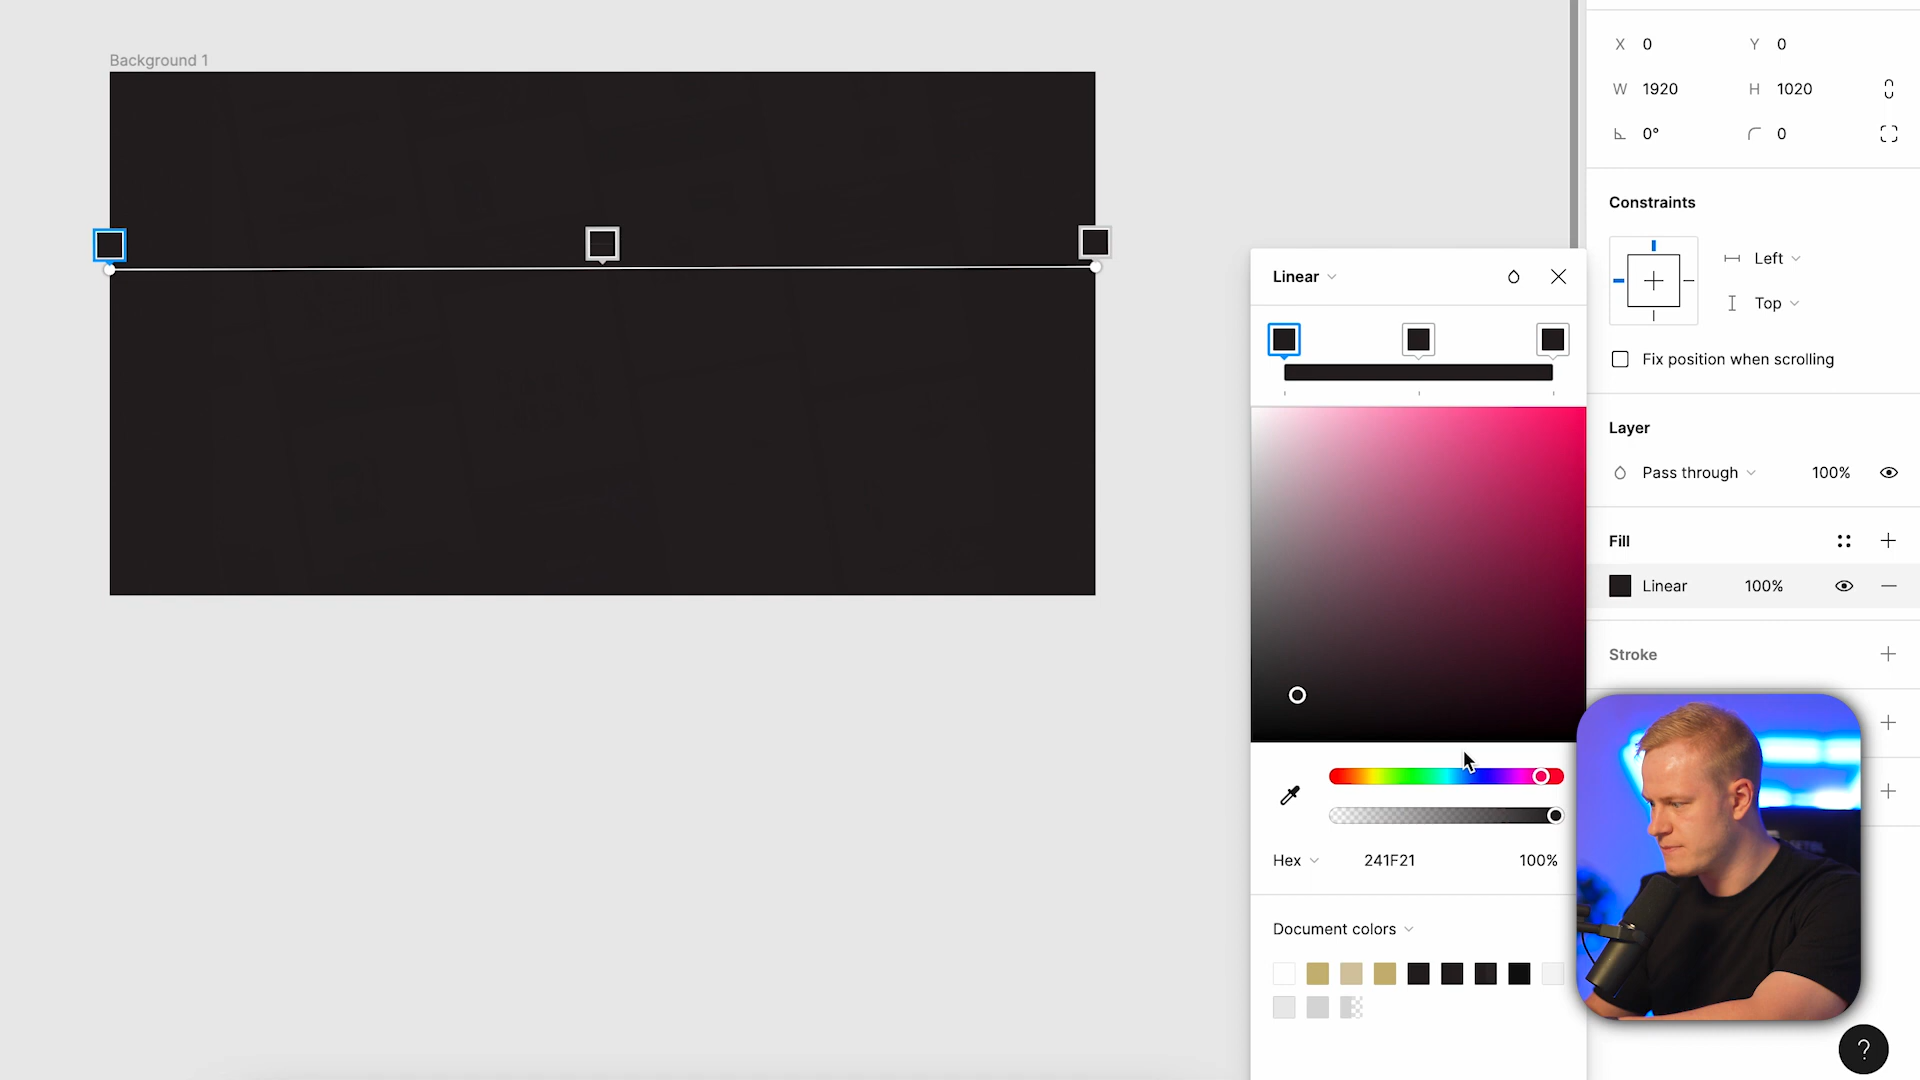 Background 1
X 0 Y 0
W 1920 H 1020
0° 0
Constraints
Left
Top
Fix position when scrolling
Layer
Pass through 100%
Fill
Linear 100%
Stroke
Linear
Hex 241F21 100%
Document colors
?